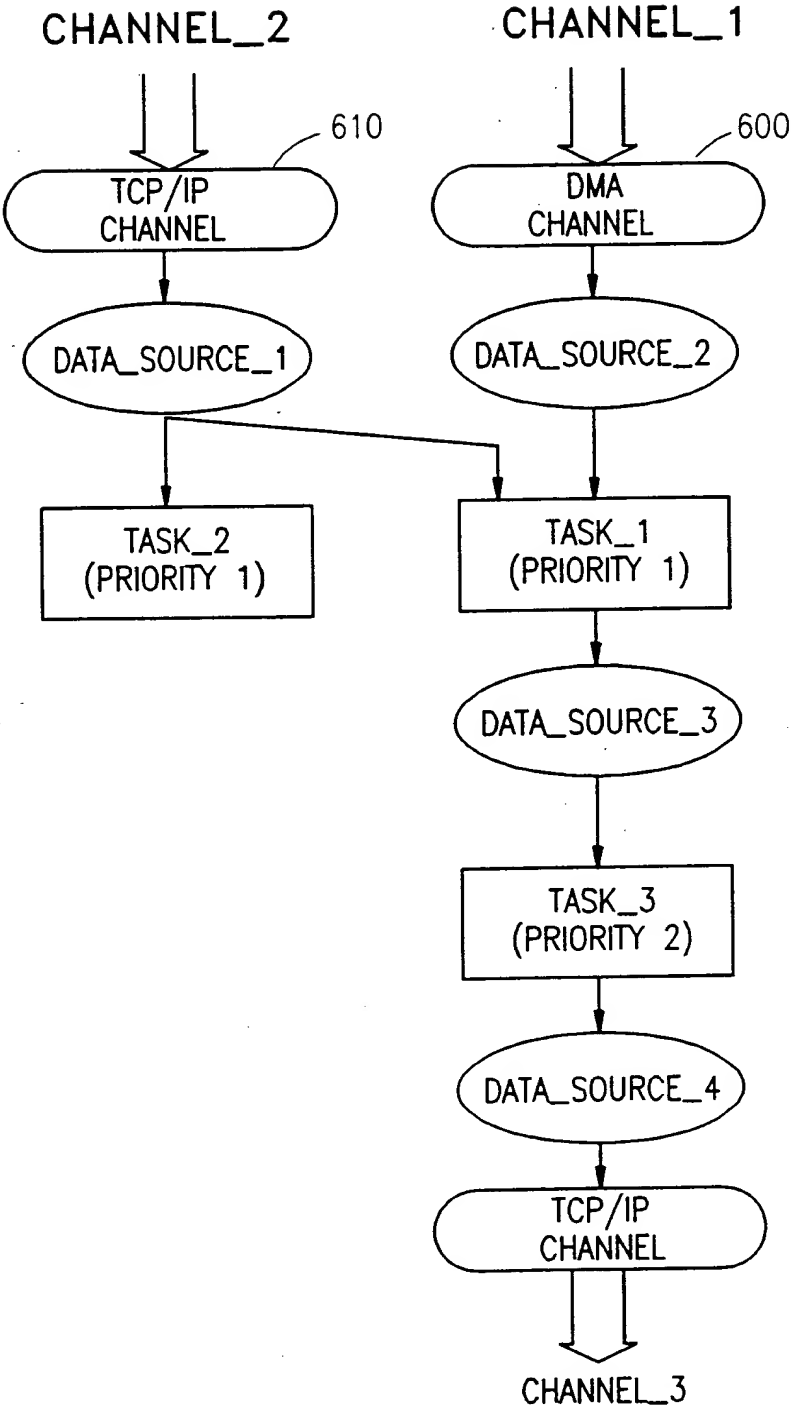 CHANNEL_2
CHANNEL_1
610
600
TCP/IP
CHANNEL
DMA
CHANNEL
DATA_SOURCE_1
DATA_SOURCE_2
TASK_2
(PRIORITY 1)
TASK_1
(PRIORITY 1)
DATA_SOURCE_3
TASK_3
(PRIORITY 2)
DATA_SOURCE_4
TCP/IP
CHANNEL
CHANNEL_3